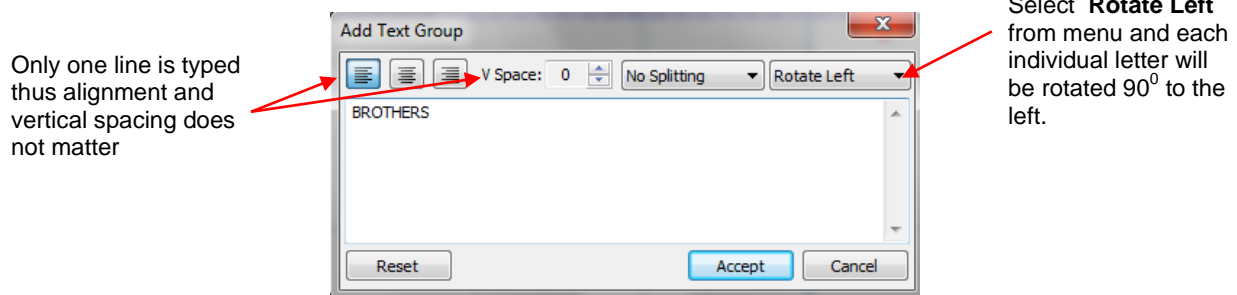 Only one line is typed
thus alignment and
vertical spacing does
not matter
Add Text Group
V Space: 0 No Splitting Rotate Left
BROTHERS
Reset Accept Cancel
Select "Rotate Left"
from menu and each
individual letter will
be rotated 90⁰ to the
left.